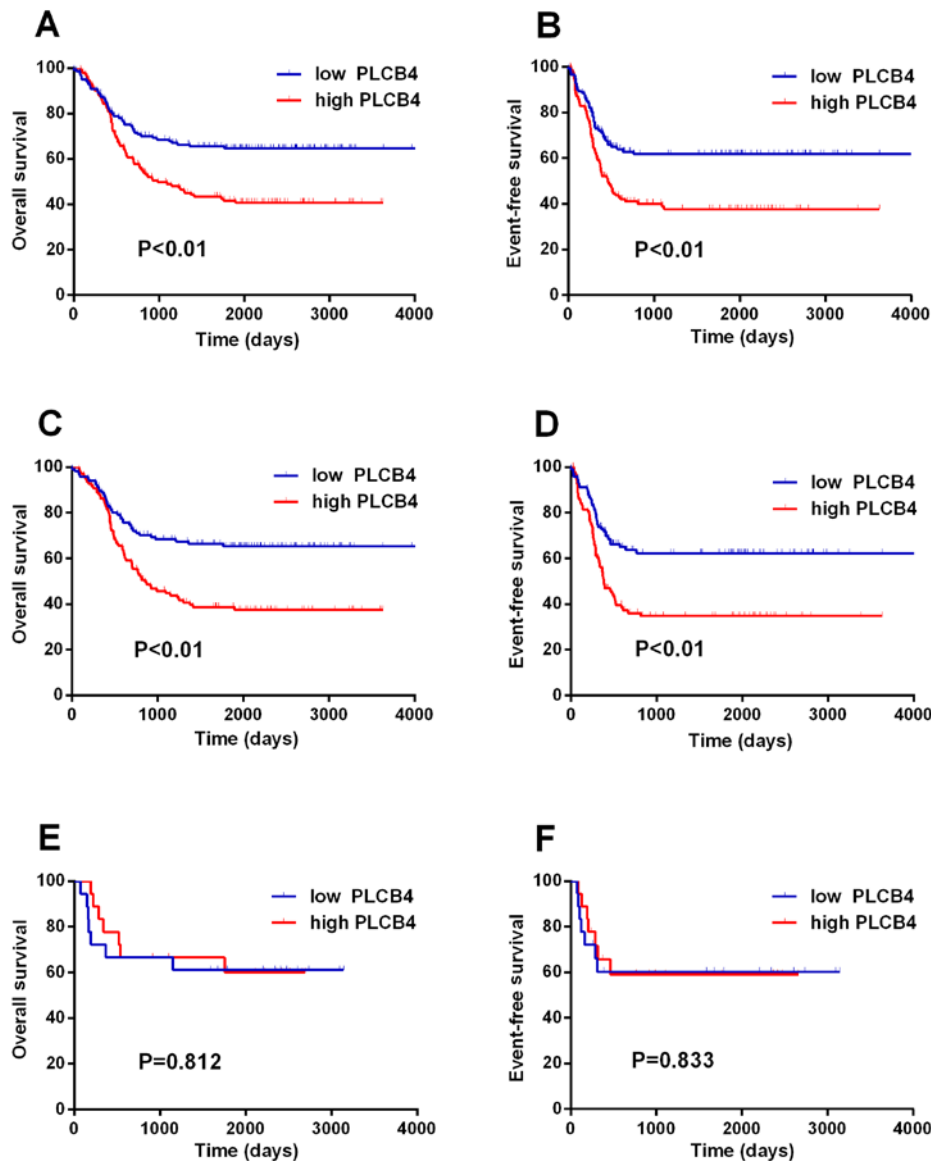 A
Overall survival
100
80
60
40
20
0
0 1000 2000 3000 4000
Time (days)
low PLCB4
high PLCB4
P<0.01
B
Event-free survival
100
80
60
40
20
0
0 1000 2000 3000 4000
Time (days)
low PLCB4
high PLCB4
P<0.01
C
Overall survival
100
80
60
40
20
0
0 1000 2000 3000 4000
Time (days)
low PLCB4
high PLCB4
P<0.01
D
Event-free survival
100
80
60
40
20
0
0 1000 2000 3000 4000
Time (days)
low PLCB4
high PLCB4
P<0.01
E
Overall survival
100
80
60
40
20
0
0 1000 2000 3000 4000
Time (days)
low PLCB4
high PLCB4
P=0.812
F
Event-free survival
100
80
60
40
20
0
0 1000 2000 3000 4000
Time (days)
low PLCB4
high PLCB4
P=0.833